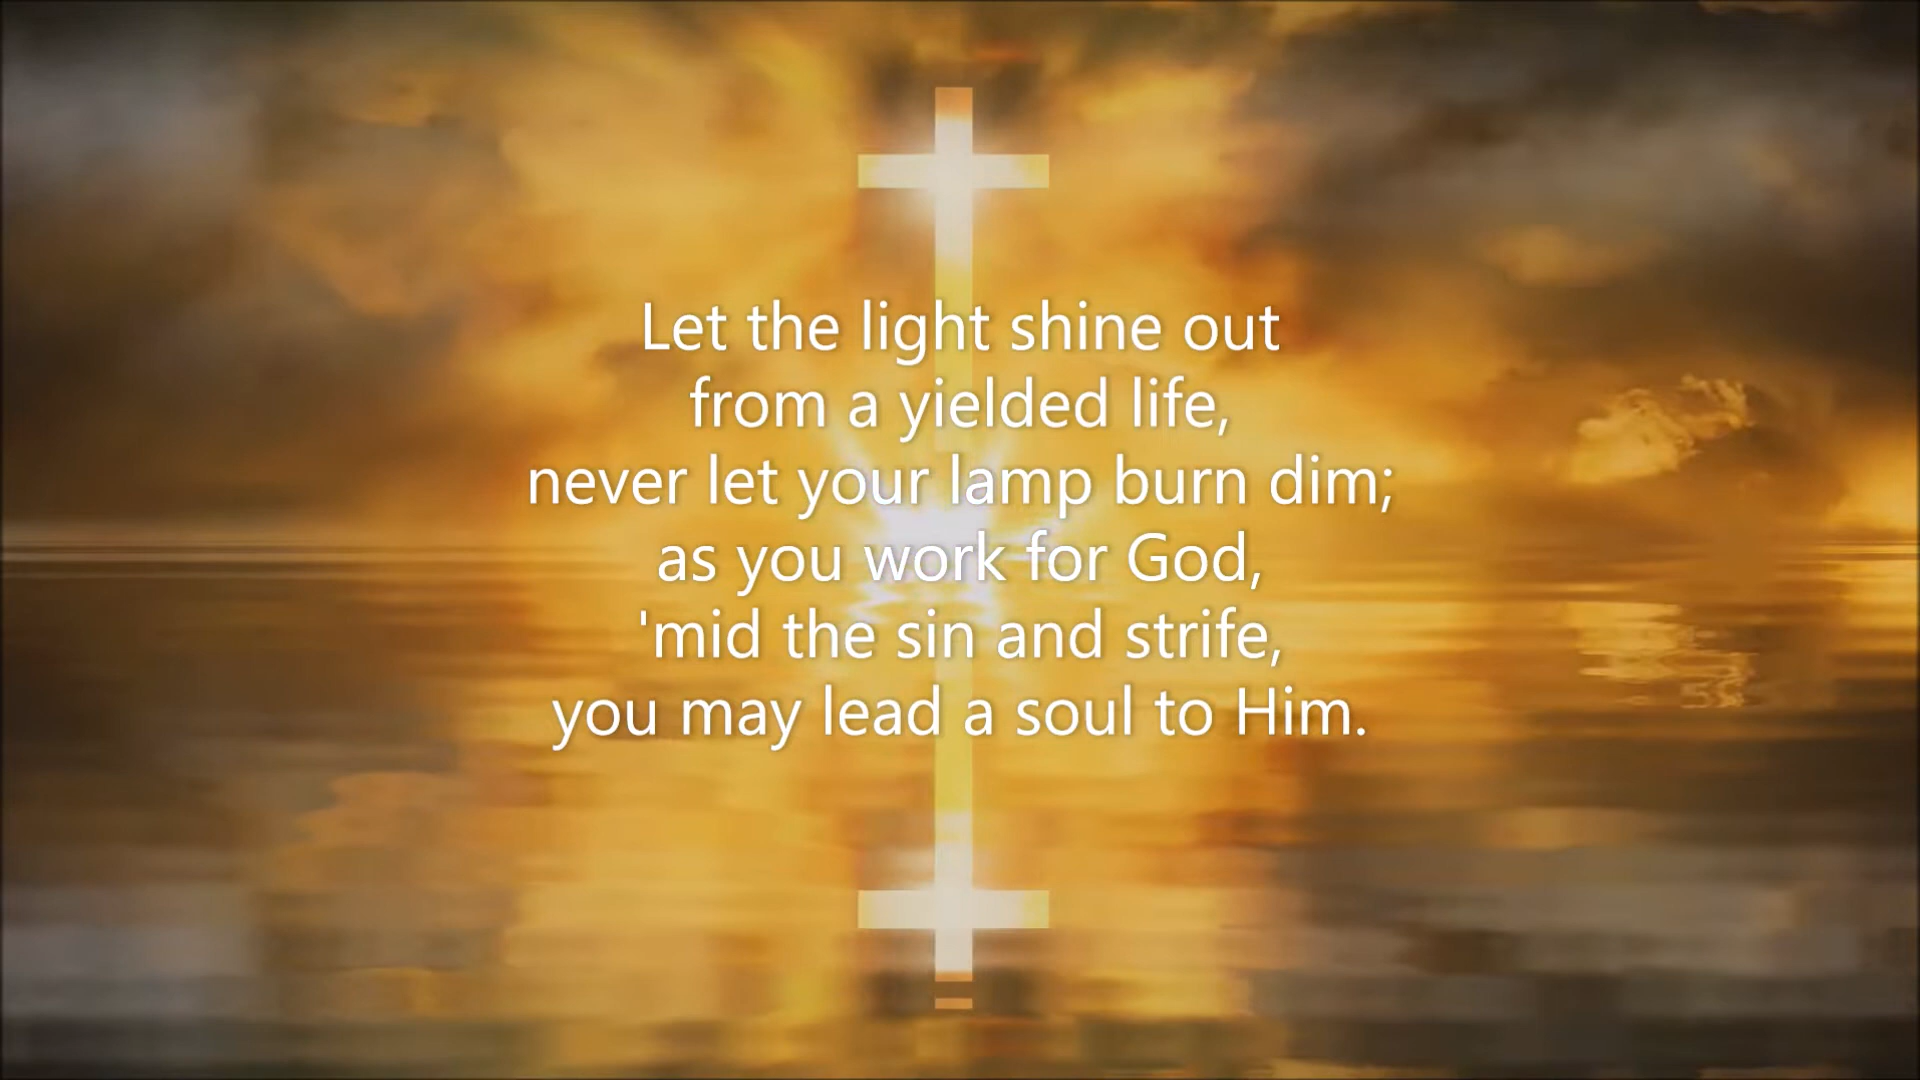 Let the light shine out
from a yielded life,
never let your lamp burn dim;
as you work for God,
'mid the sin and strife,
you may lead a soul to Him.